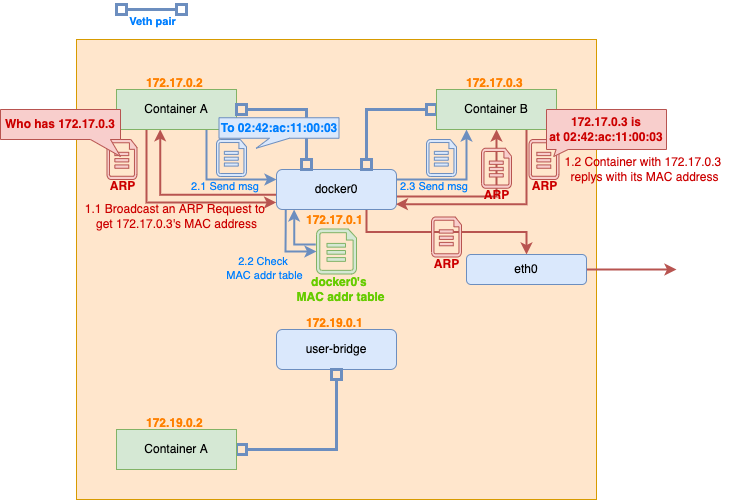 Veth pair
172.17.0.2
172.17.0.3
Container A
Container B
Who has 172.17.0.3
To 02:42:ac:11:00:03
172.17.0.3 is
at 02:42:ac:11:00:03
ARP
2.1 Send msg
docker0
2.3 Send msg
ARP
ARP
1.2 Container with 172.17.0.3
replys with its MAC address
1.1 Broadcast an ARP Request to
get 172.17.0.3's MAC address
172.17.0.1
2.2 Check
MAC addr table
ARP
eth0
docker0's
MAC addr table
172.19.0.1
user-bridge
172.19.0.2
Container A